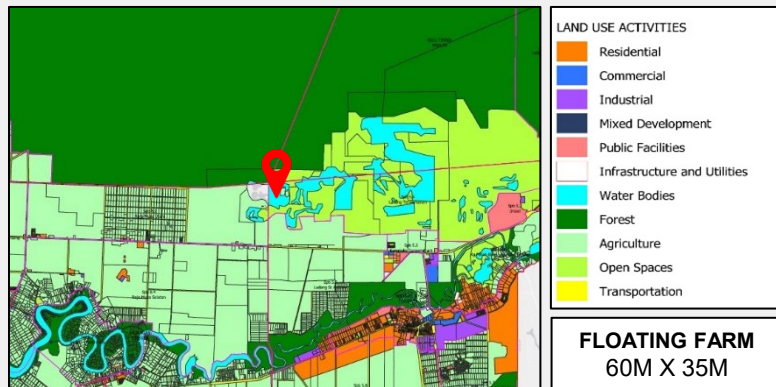 LAND USE ACTIVITIES
Residential
Commercial
Industrial
Mixed Development
Public Facilities
Infrastructure and Utilities
Water Bodies
Forest
Agriculture
Open Spaces
Transportation
FLOATING FARM
60M X 35M